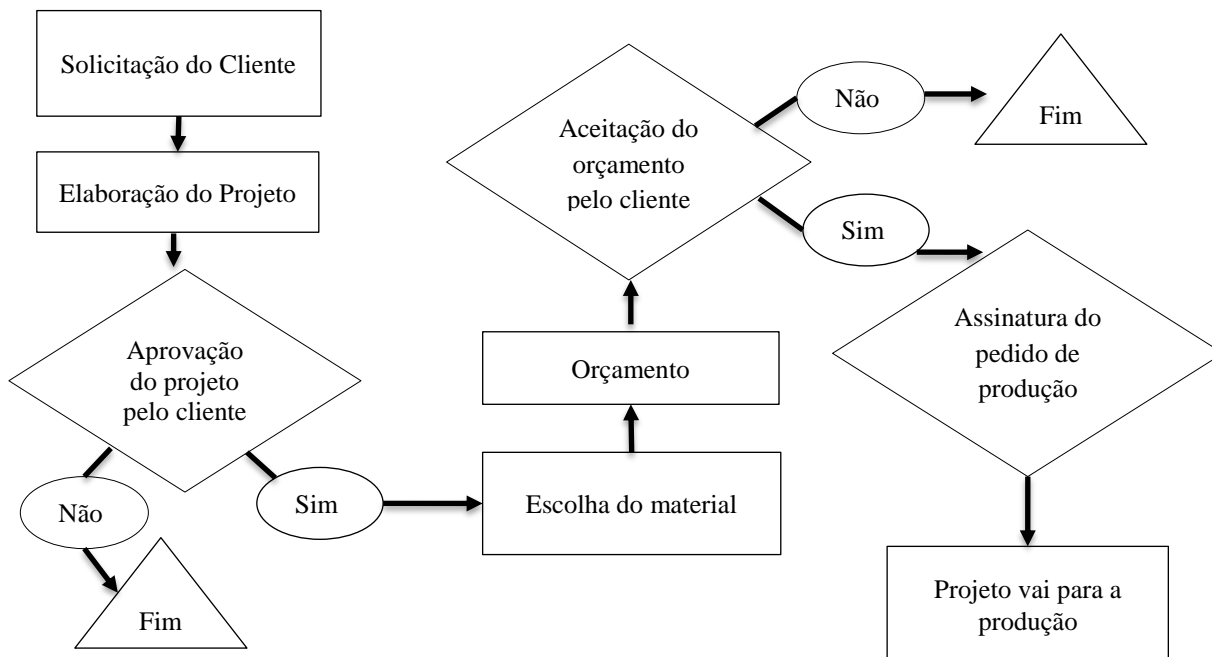 Solicitação do Cliente
Elaboração do Projeto
Aprovação
do projeto
pelo cliente
Não
Fim
Sim
Escolha do material
Orçamento
Aceitação do
orçamento
pelo cliente
Não
Fim
Sim
Assinatura do
pedido de
produção
Projeto vai para a
produção